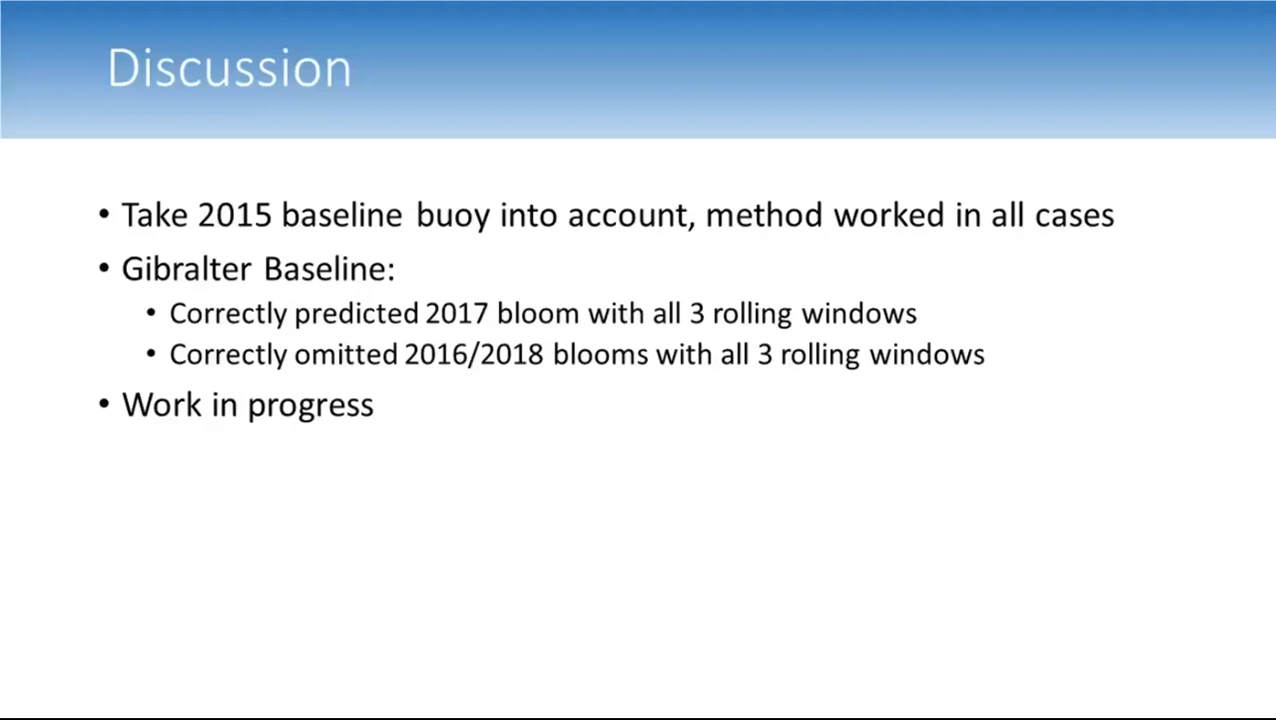 Discussion
• Take 2015 baseline buoy into account, method worked in all cases
• Gibralter Baseline:
• Correctly predicted 2017 bloom with all 3 rolling windows
• Correctly omitted 2016/2018 blooms with all 3 rolling windows
• Work in progress